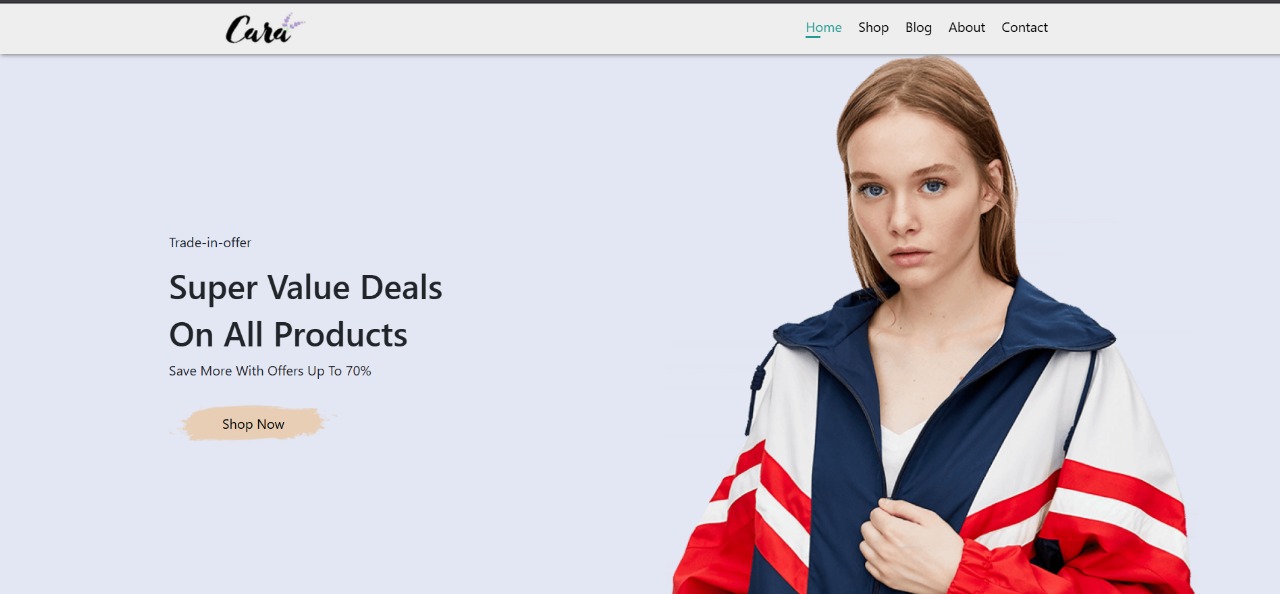 Cara
Home Shop Blog About Contact
Trade-in-offer
Super Value Deals
On All Products
Save More With Offers Up To 70%
Shop Now